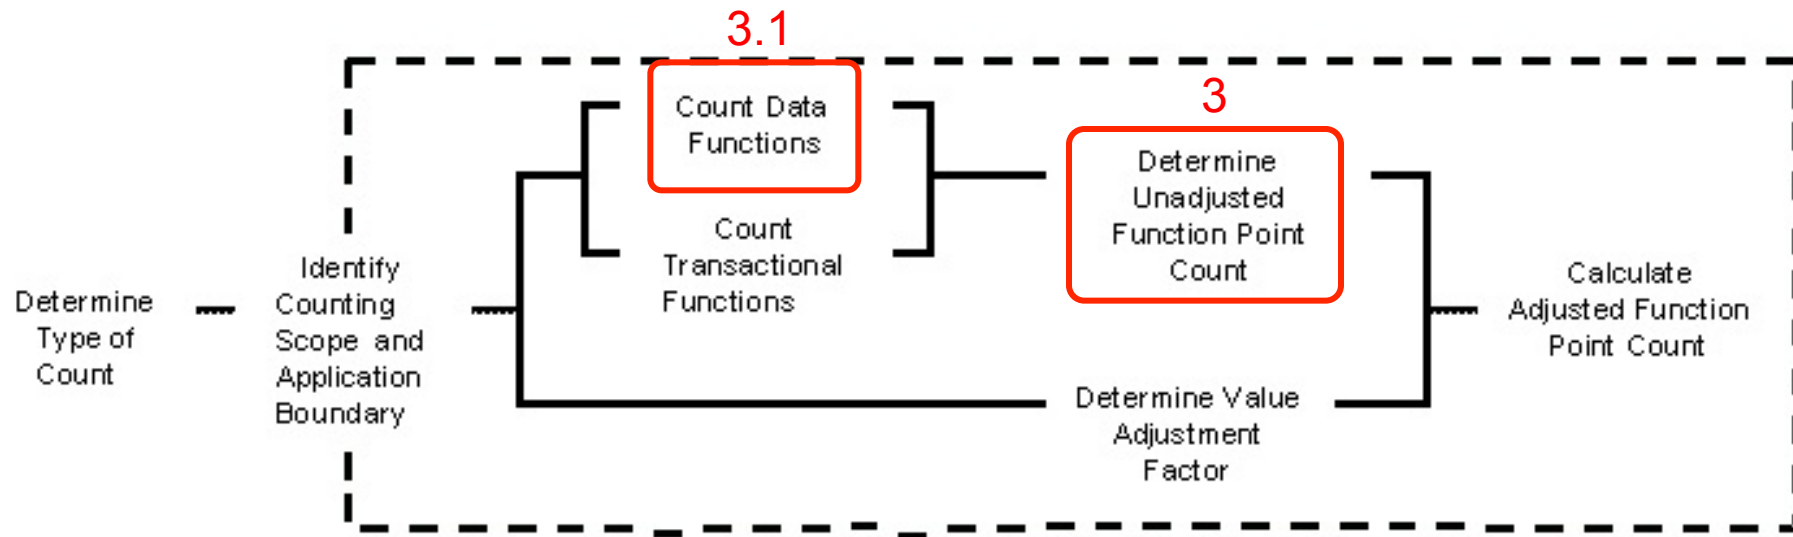 3.1
3
Count Data
Functions
Determine
Unadjusted
Function Point
Count
Count
Transactional
Functions
Identify
Counting
Scope and
Application
Boundary
Determine
Type of
Count
Calculate
Adjusted Function
Point Count
Determine Value
Adjustment
Factor